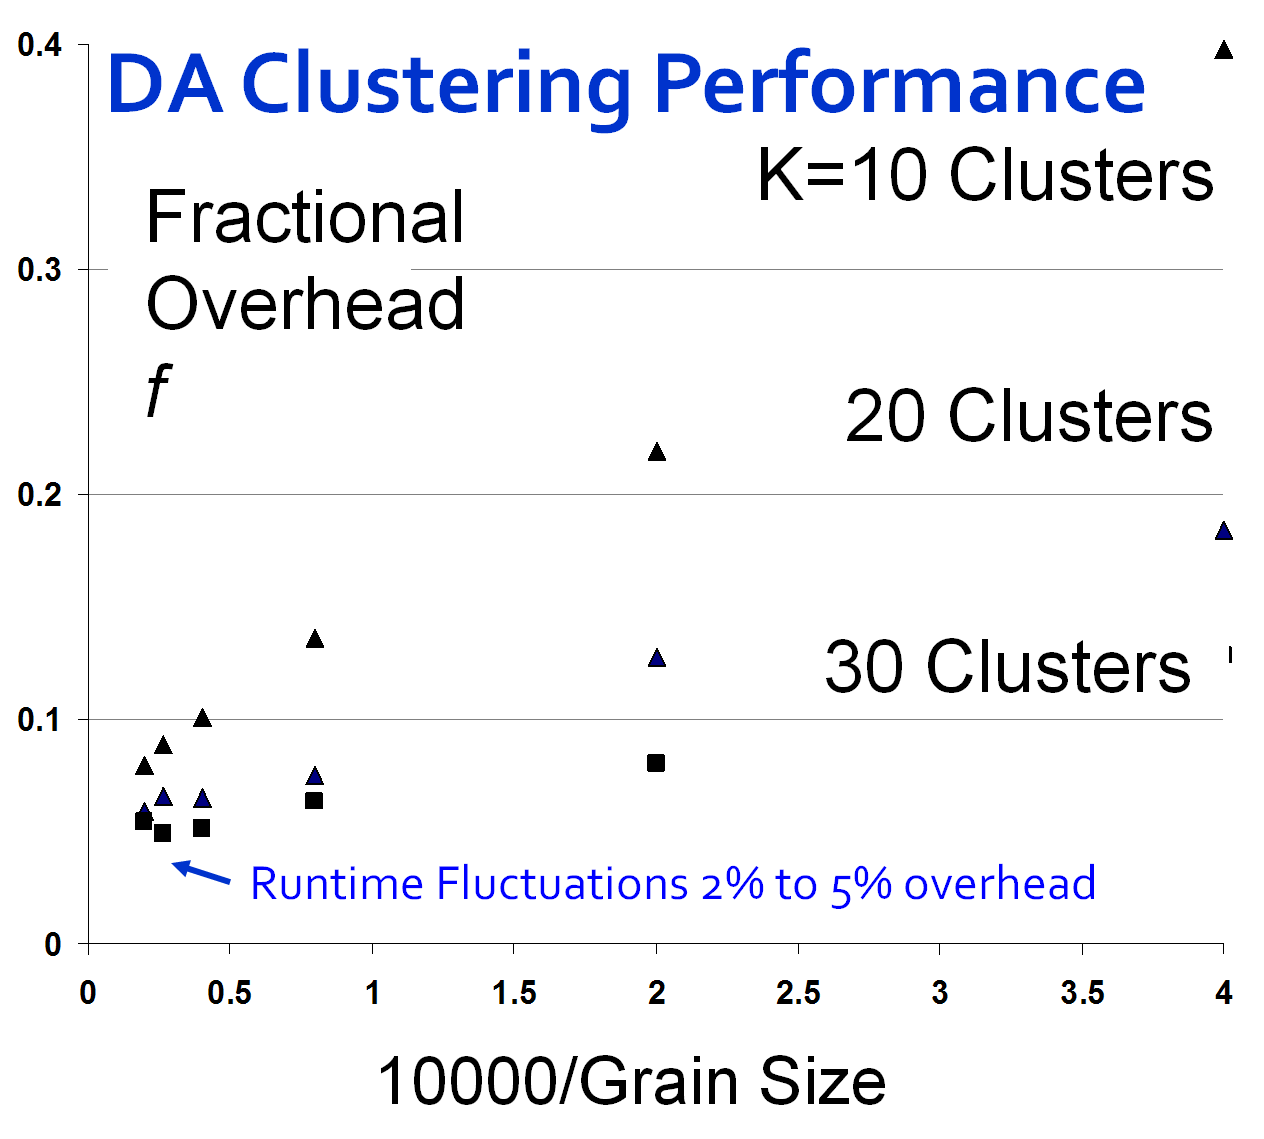 DA Clustering Performance
0.4
K=10 Clusters
Fractional
Overhead
f
0.3
20 Clusters
0.2
30 Clusters
0.1
Runtime Fluctuations 2% to 5% overhead
0
0 0.5 1 1.5 2 2.5 3 3.5 4
10000/Grain Size